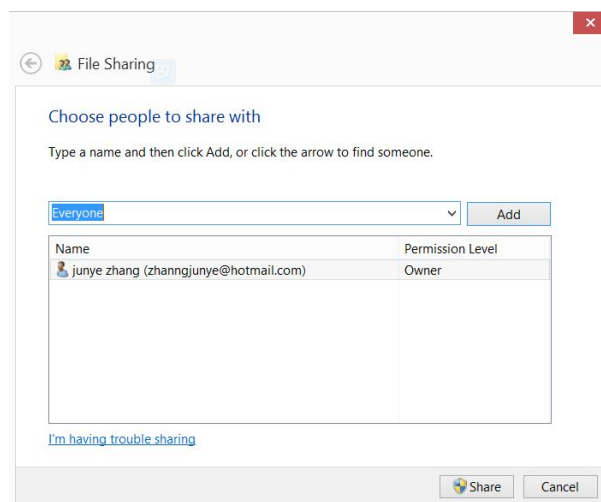 File Sharing
Choose people to share with
Type a name and then click Add, or click the arrow to find someone.
Everyone Add
Name Permission Level
junye zhang (zhanngjunye@hotmail.com) Owner
I'm having trouble sharing
Share Cancel